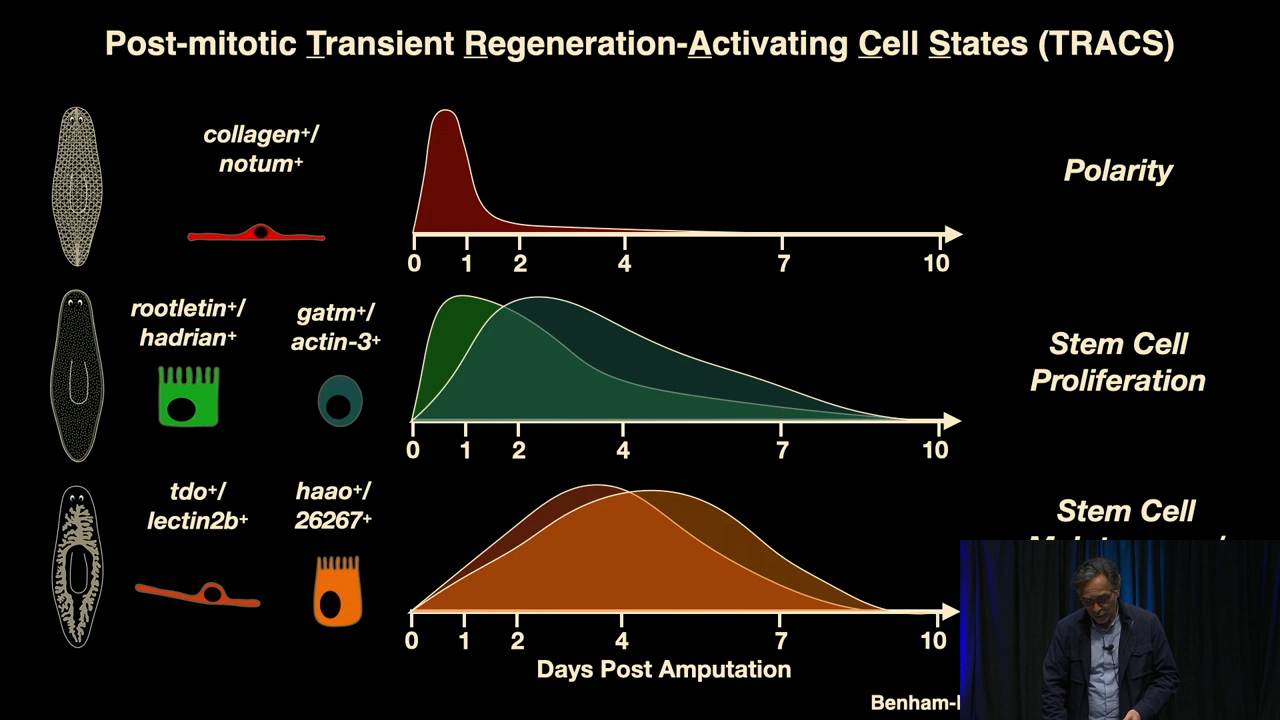 Post-mitotic Transient Regeneration-Activating Cell States (TRACS)
collagen+/
notum+
Polarity
0 1 2 4 7 10
rootletin+/
hadrian+
gatm+/
actin-3+
Stem Cell
Proliferation
0 1 2 4 7 10
tdo+/
lectin2b+
haao+/
26267+
Stem Cell
0 1 2 4 7 10
Days Post Amputation